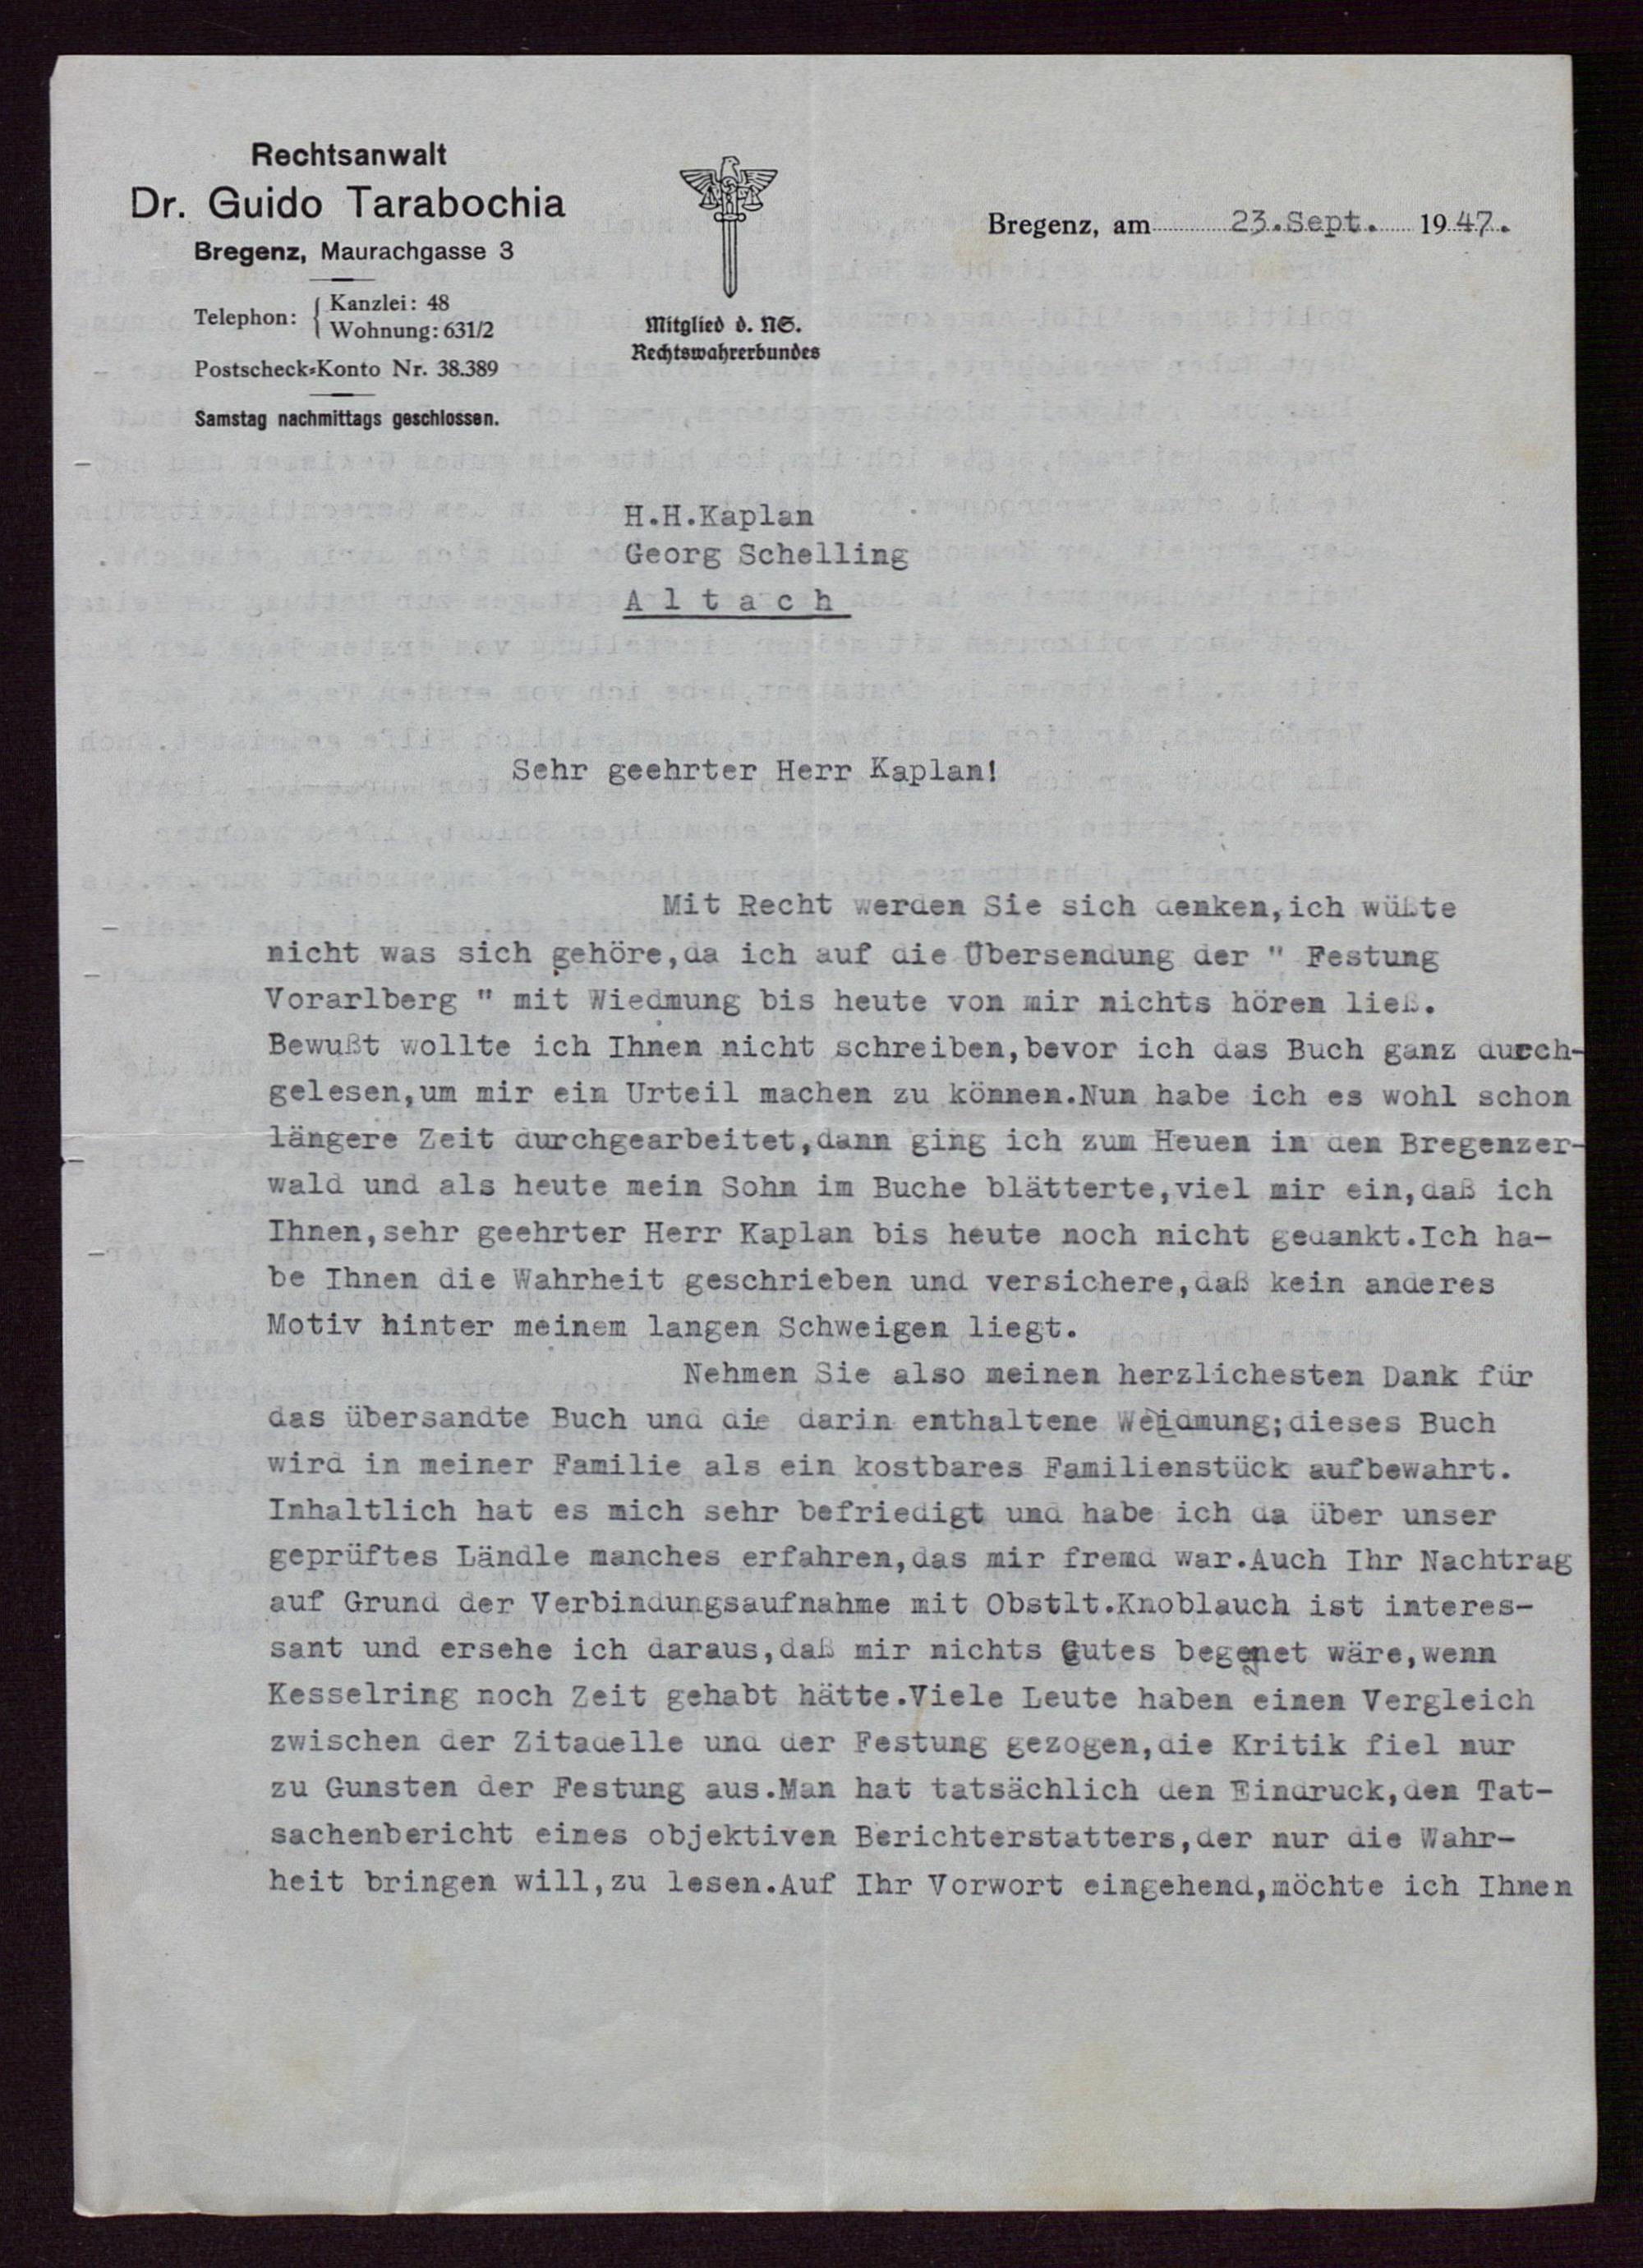 Rechtsanwalt
Dr. Guido Tarabochia
Bregenz, Maurachgasse 3
Telephon: { Kanzlei: 48
Wohnung: 631/2
Postscheck-Konto Nr. 38.389
Samstag nachmittags geschlossen.
Mitglied d. NS.
Rechtswahrerbundes
Bregenz, am 23.Sept. 1947.
H.H.Kaplan
Georg Schelling
A l t a c h
Sehr geehrter Herr Kaplan!
Mit Recht werden Sie sich denken,ich wüßte
nicht was sich gehöre,da ich auf die Übersendung der " Festung
Vorarlberg " mit Wiedmung bis heute von mir nichts hören ließ.
Bewußt wollte ich Ihnen nicht schreiben,bevor ich das Buch ganz durch-
gelesen,um mir ein Urteil machen zu können.Nun habe ich es wohl schon
längere Zeit durchgearbeitet,dann ging ich zum Heuen in den Bregenzer-
wald und als heute mein Sohn im Buche blätterte,viel mir ein,daß ich
Ihnen,sehr geehrter Herr Kaplan bis heute noch nicht gedankt.Ich ha-
be Ihnen die Wahrheit geschrieben und versichere,daß kein anderes
Motiv hinter meinem langen Schweigen liegt.
Nehmen Sie also meinen herzlichesten Dank für
das übersandte Buch und die darin enthaltene Weidmung;dieses Buch
wird in meiner Familie als ein kostbares Familienstück aufbewahrt.
Inhaltlich hat es mich sehr befriedigt und habe ich da über unser
geprüftes Ländle manches erfahren,das mir fremd war.Auch Ihr Nachtrag
auf Grund der Verbindungsaufnahme mit Obstlt.Knoblauch ist interes-
sant und ersehe ich daraus,daß mir nichts Gutes begegnet wäre,wenn
Kesselring noch Zeit gehabt hätte.Viele Leute haben einen Vergleich
zwischen der Zitadelle und der Festung gezogen,die Kritik fiel nur
zu Gunsten der Festung aus.Man hat tatsächlich den Eindruck,den Tat-
sachenbericht eines objektiven Berichterstatters,der nur die Wahr-
heit bringen will,zu lesen.Auf Ihr Vorwort eingehend,möchte ich Ihnen